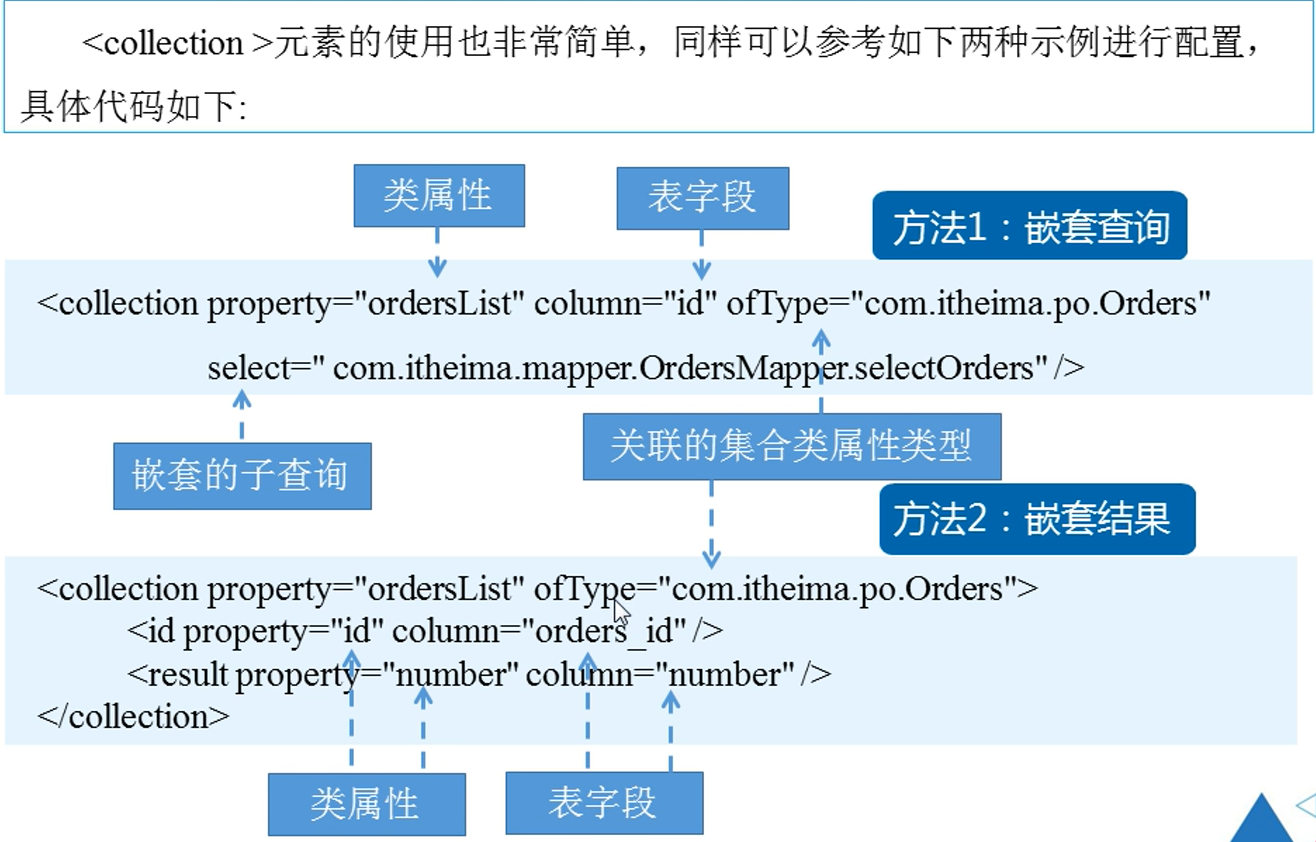 <collection >元素的使用也非常简单，同样可以参考如下两种示例进行配置，
具体代码如下:
类属性
表字段
方法1：嵌套查询
<collection property="ordersList" column="id" ofType="com.itheima.po.Orders"
select=" com.itheima.mapper.OrdersMapper.selectOrders" />
嵌套的子查询
关联的集合类属性类型
方法2：嵌套结果
<collection property="ordersList" ofType="com.itheima.po.Orders">
<id property="id" column="orders_id" />
<result property="number" column="number" />
</collection>
类属性
表字段